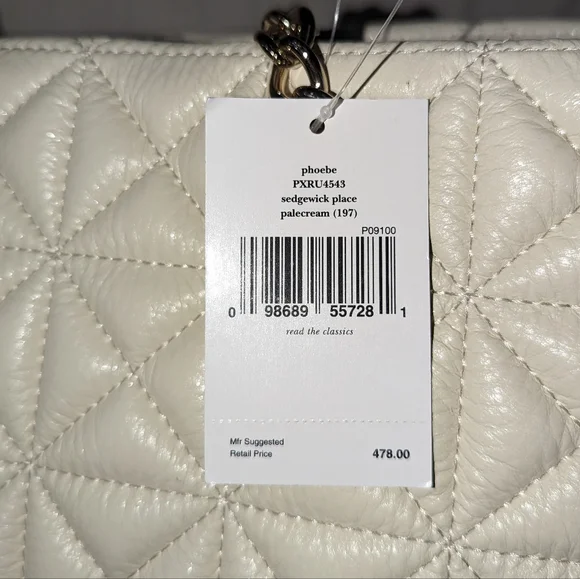 phoebe
PXRU4543
sedgewick place
palecream (197)
P09100
0 98689 55728 1
read the classics
Mfr Suggested
Retail Price 478.00